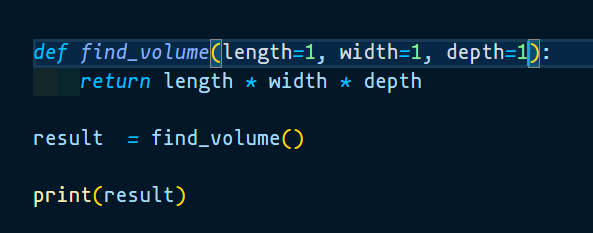 def find_volume(length=1, width=1, depth=1):
    return length * width * depth
result  = find_volume()
print(result)